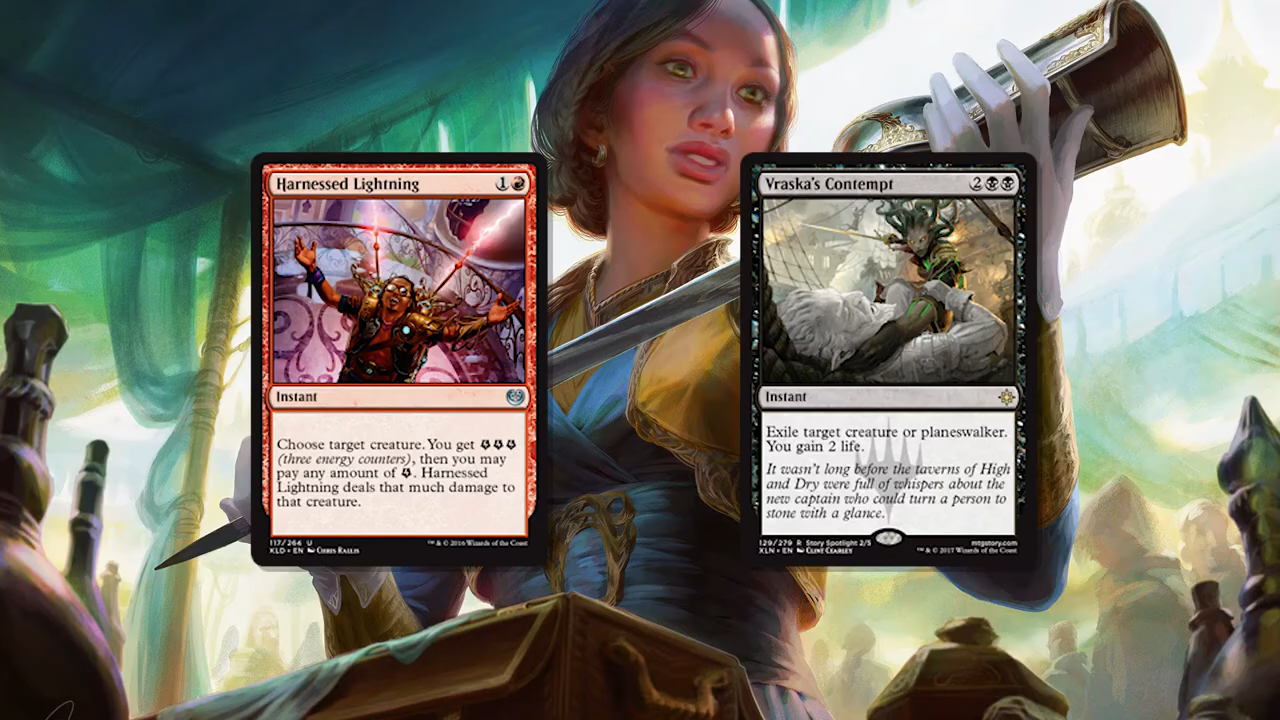 Harnessed Lightning 1
Instant
Choose target creature. You get
(three energy counters), then you may
pay any amount of . Harnessed
Lightning deals that much damage to
that creature.
117/264 U
KLD • EN Chris Rallis
™ & © 2016 Wizards of the Coast
Vraska's Contempt 2
Instant
Exile target creature or planeswalker.
You gain 2 life.
It wasn't long before the taverns of High
and Dry were full of whispers about the
new captain who could turn a person to
stone with a glance.
129/279 R Story Spotlight 2/5
XLN • EN Clint Cearley
mtgstory.com
™ & © 2017 Wizards of the Coast